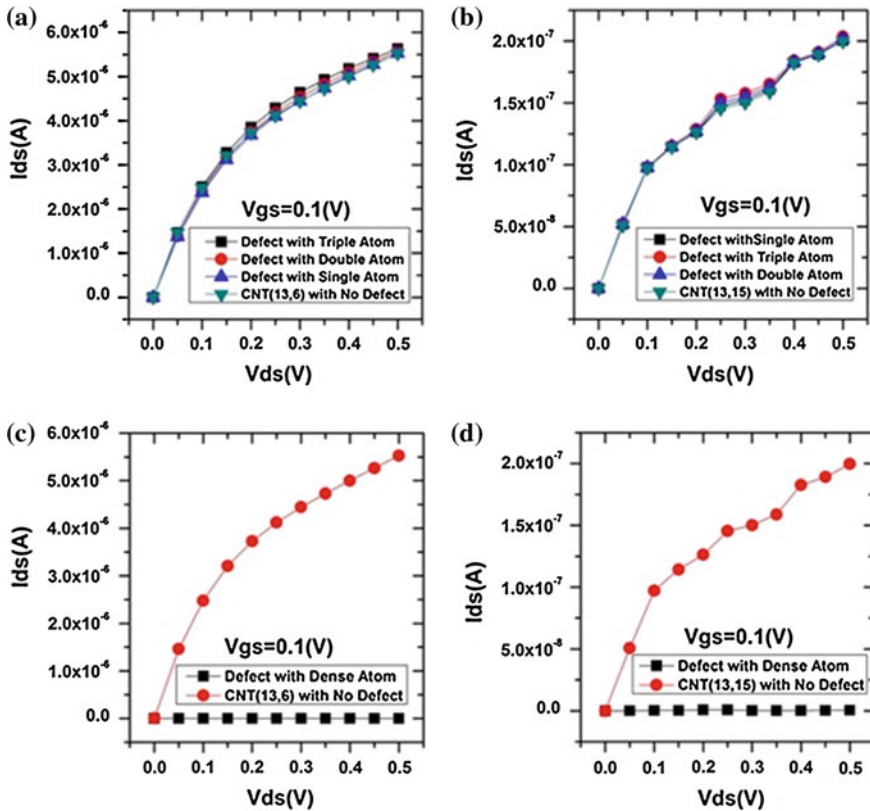 (a)
6.0x10⁻⁶
5.0x10⁻⁶
4.0x10⁻⁶
3.0x10⁻⁶
2.0x10⁻⁶
1.0x10⁻⁶
0.0
Ids(A)
Vgs=0.1(V)
Defect with Triple Atom
Defect with Double Atom
Defect with Single Atom
CNT(13,6) with No Defect
0.0 0.1 0.2 0.3 0.4 0.5
Vds(V)
(b)
2.0x10⁻⁷
1.5x10⁻⁷
1.0x10⁻⁷
5.0x10⁻⁸
0.0
Ids(A)
Vgs=0.1(V)
Defect withSingle Atom
Defect with Triple Atom
Defect with Double Atom
CNT(13,15) with No Defect
0.0 0.1 0.2 0.3 0.4 0.5
Vds(V)
(c)
6.0x10⁻⁶
5.0x10⁻⁶
4.0x10⁻⁶
3.0x10⁻⁶
2.0x10⁻⁶
1.0x10⁻⁶
0.0
Ids(A)
Vgs=0.1(V)
Defect with Dense Atom
CNT(13,6) with No Defect
0.0 0.1 0.2 0.3 0.4 0.5
Vds(V)
(d)
2.0x10⁻⁷
1.5x10⁻⁷
1.0x10⁻⁷
5.0x10⁻⁸
0.0
Ids(A)
Vgs=0.1(V)
Defect with Dense Atom
CNT(13,15) with No Defect
0.0 0.1 0.2 0.3 0.4 0.5
Vds(V)